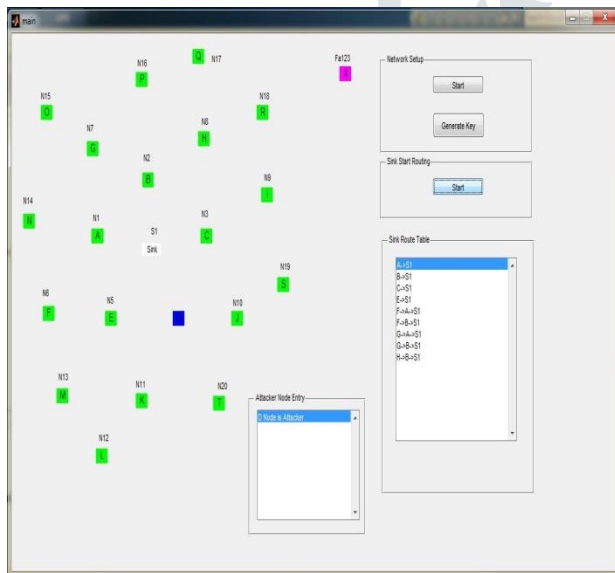 main
N16
P
Q
N17
Fa123
X
N15
O
N18
R
N7
G
N8
H
N2
B
N9
I
N14
N
N1
A
S1
Sink
N3
C
N19
S
N6
F
N5
E
N10
J
N13
M
N11
K
N20
T
N12
L
Network Setup
Start
Generate Key
Sink Start Routing
Start
Sink Route Table
A->S1
B->S1
C->S1
E->S1
F->A->S1
F->B->S1
G->A->S1
G->B->S1
H->B->S1
Attacker Node Entry
D Node is Attacker